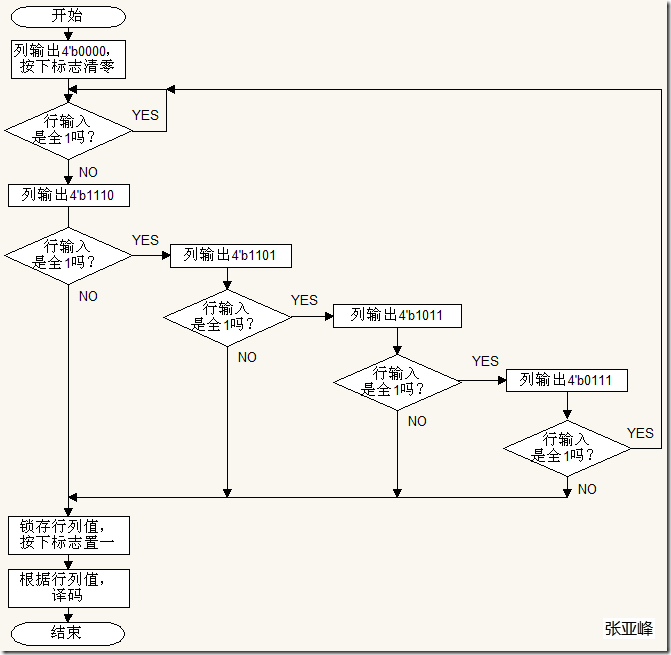 开始
列输出4'b0000,
按下标志清零
行输入
是全1吗?
YES
NO
列输出4'b1110
行输入
是全1吗?
YES
NO
列输出4'b1101
行输入
是全1吗?
YES
NO
列输出4'b1011
行输入
是全1吗?
YES
NO
列输出4'b0111
行输入
是全1吗?
YES
NO
锁存行列值,
按下标志置一
根据行列值,
译码
结束
张亚峰